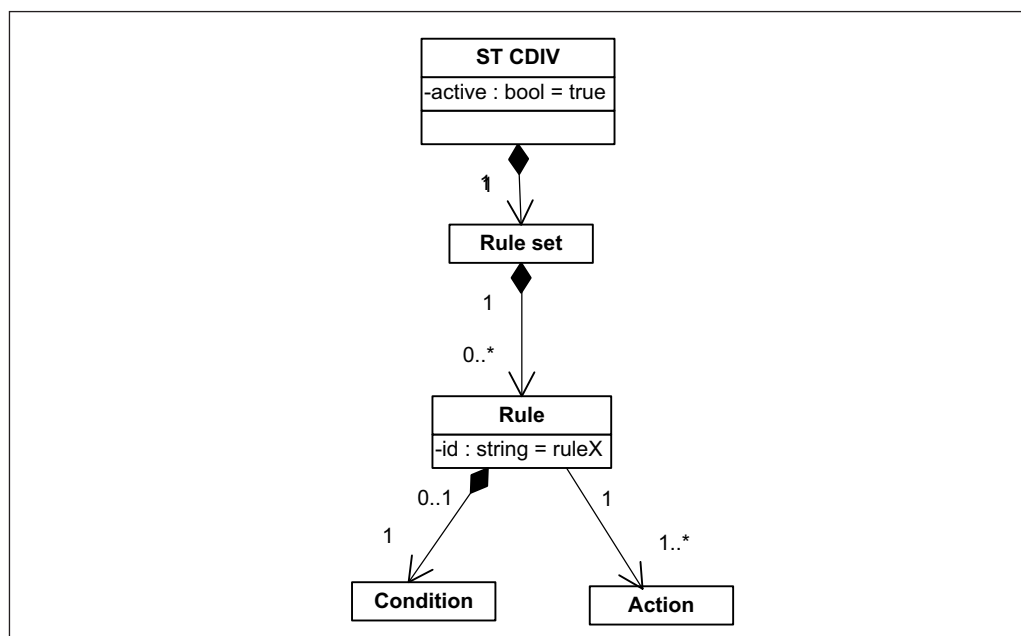 ST CDIV
-active : bool = true
1
1
Rule set
1
0..*
Rule
-id : string = ruleX
0..1
1
1
1..*
Condition
Action